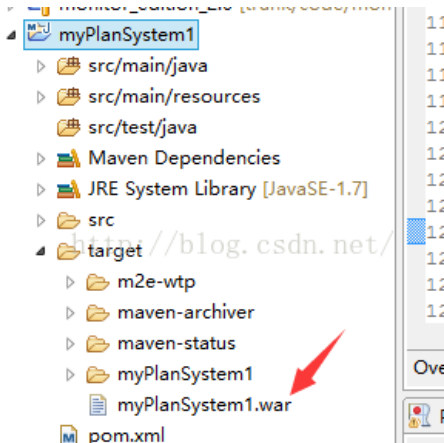 myPlanSystem1
src/main/java
src/main/resources
src/test/java
Maven Dependencies
JRE System Library [JavaSE-1.7]
src
http://blog.csdn.net/
target
m2e-wtp
maven-archiver
maven-status
myPlanSystem1
myPlanSystem1.war
pom.xml
Ove